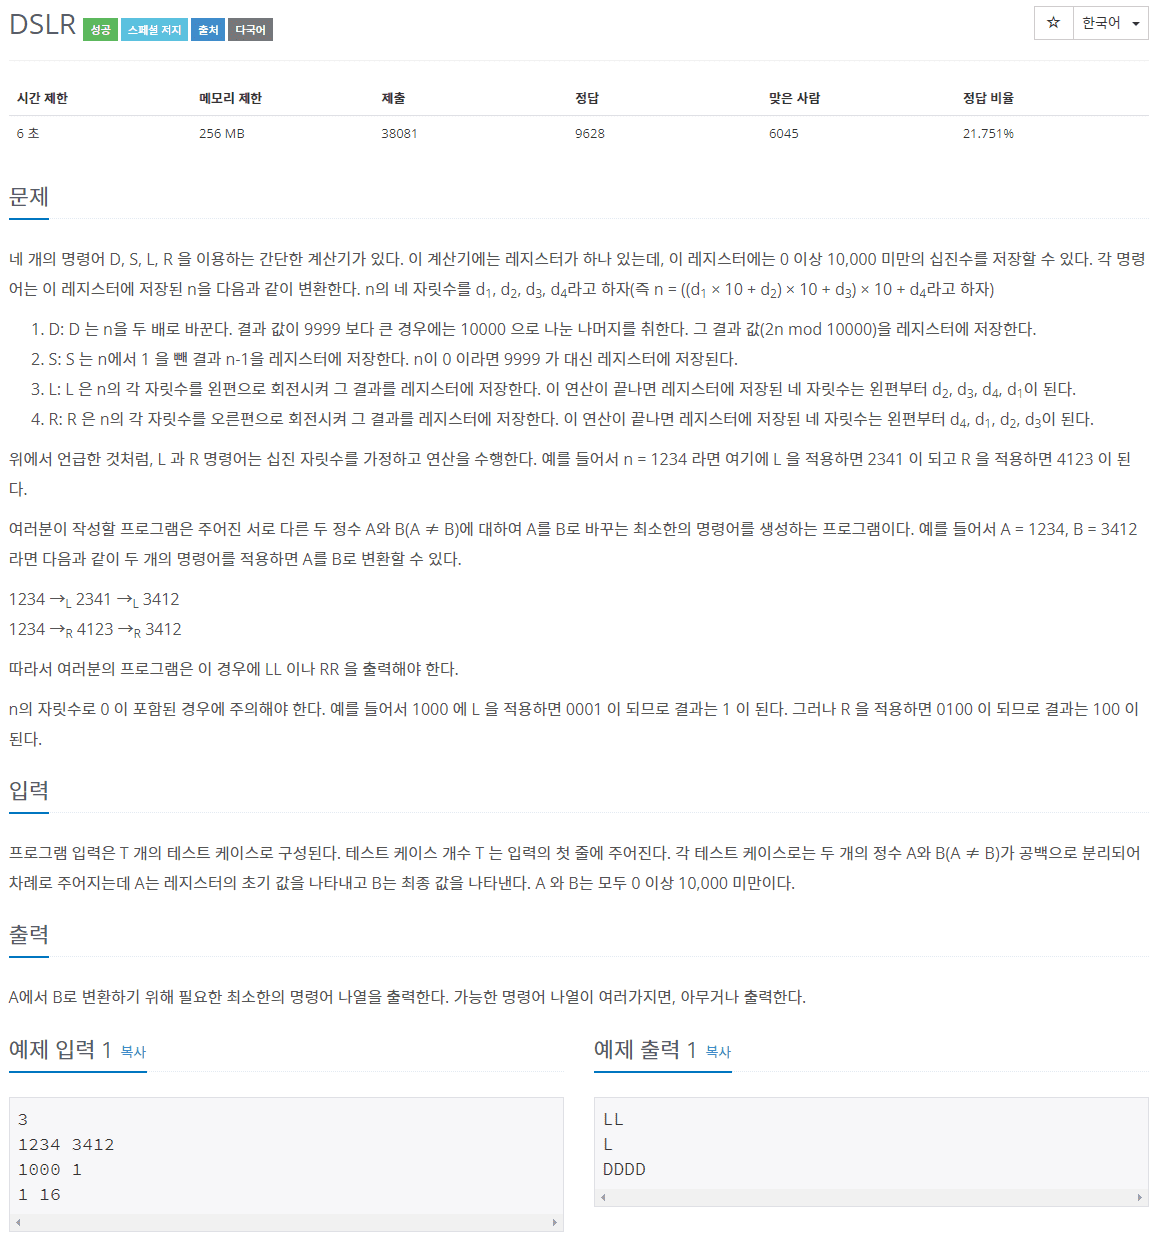 DSLR 성공 스페셜 저지 출처 다국어 ☆ 한국어
시간 제한 메모리 제한 제출 정답 맞은 사람 정답 비율
6 초 256 MB 38081 9628 6045 21.751%
문제
네 개의 명령어 D, S, L, R 을 이용하는 간단한 계산기가 있다. 이 계산기에는 레지스터가 하나 있는데, 이 레지스터에는 0 이상 10,000 미만의 십진수를 저장할 수 있다. 각 명령
어는 이 레지스터에 저장된 n을 다음과 같이 변환한다. n의 네 자릿수를 d1, d2, d3, d4라고 하자(즉 n = ((d1 × 10 + d2) × 10 + d3) × 10 + d4라고 하자)
1. D: D 는 n을 두 배로 바꾼다. 결과 값이 9999 보다 큰 경우에는 10000 으로 나눈 나머지를 취한다. 그 결과 값(2n mod 10000)을 레지스터에 저장한다.
2. S: S 는 n에서 1 을 뺀 결과 n-1을 레지스터에 저장한다. n이 0 이라면 9999 가 대신 레지스터에 저장된다.
3. L: L 은 n의 각 자릿수를 왼편으로 회전시켜 그 결과를 레지스터에 저장한다. 이 연산이 끝나면 레지스터에 저장된 네 자릿수는 왼편부터 d2, d3, d4, d1이 된다.
4. R: R 은 n의 각 자릿수를 오른편으로 회전시켜 그 결과를 레지스터에 저장한다. 이 연산이 끝나면 레지스터에 저장된 네 자릿수는 왼편부터 d4, d1, d2, d3이 된다.
위에서 언급한 것처럼, L 과 R 명령어는 십진 자릿수를 가정하고 연산을 수행한다. 예를 들어서 n = 1234 라면 여기에 L 을 적용하면 2341 이 되고 R 을 적용하면 4123 이 된
다.
여러분이 작성할 프로그램은 주어진 서로 다른 두 정수 A와 B(A ≠ B)에 대하여 A를 B로 바꾸는 최소한의 명령어를 생성하는 프로그램이다. 예를 들어서 A = 1234, B = 3412
라면 다음과 같이 두 개의 명령어를 적용하면 A를 B로 변환할 수 있다.
1234 →L 2341 →L 3412
1234 →R 4123 →R 3412
따라서 여러분의 프로그램은 이 경우에 LL 이나 RR 을 출력해야 한다.
n의 자릿수로 0 이 포함된 경우에 주의해야 한다. 예를 들어서 1000 에 L 을 적용하면 0001 이 되므로 결과는 1 이 된다. 그러나 R 을 적용하면 0100 이 되므로 결과는 100 이
된다.
입력
프로그램 입력은 T 개의 테스트 케이스로 구성된다. 테스트 케이스 개수 T 는 입력의 첫 줄에 주어진다. 각 테스트 케이스로는 두 개의 정수 A와 B(A ≠ B)가 공백으로 분리되어
차례로 주어지는데 A는 레지스터의 초기 값을 나타내고 B는 최종 값을 나타낸다. A 와 B는 모두 0 이상 10,000 미만이다.
출력
A에서 B로 변환하기 위해 필요한 최소한의 명령어 나열을 출력한다. 가능한 명령어 나열이 여러가지면, 아무거나 출력한다.
예제 입력 1 복사
3
1234 3412
1000 1
1 16
예제 출력 1 복사
LL
L
DDDD